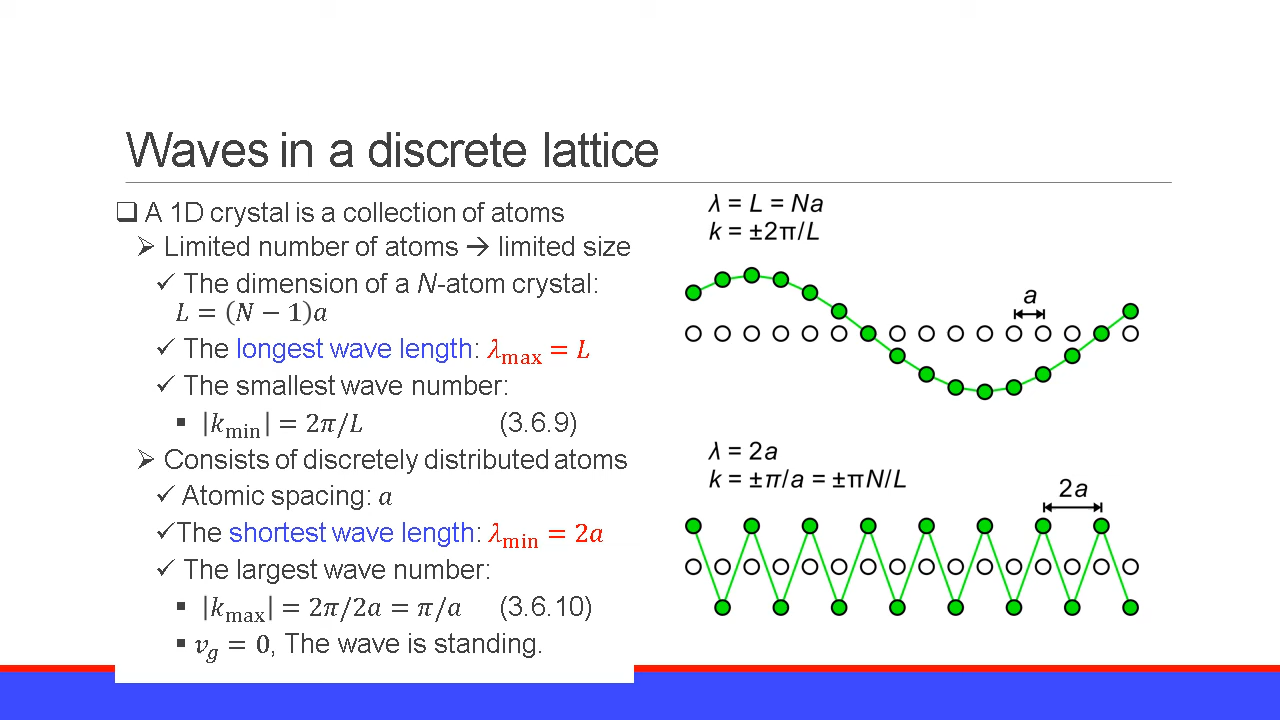 Waves in a discrete lattice
❑ A 1D crystal is a collection of atoms
➢ Limited number of atoms → limited size
✓ The dimension of a N-atom crystal:
L = (N − 1)a
✓ The longest wave length: λmax = L
✓ The smallest wave number:
▪ |kmin| = 2π/L (3.6.9)
➢ Consists of discretely distributed atoms
✓ Atomic spacing: a
✓The shortest wave length: λmin = 2a
✓ The largest wave number:
▪ |kmax| = 2π/2a = π/a (3.6.10)
▪ vg = 0, The wave is standing.
λ = L = Na
k = ±2π/L
a
λ = 2a
k = ±π/a = ±πN/L
2a